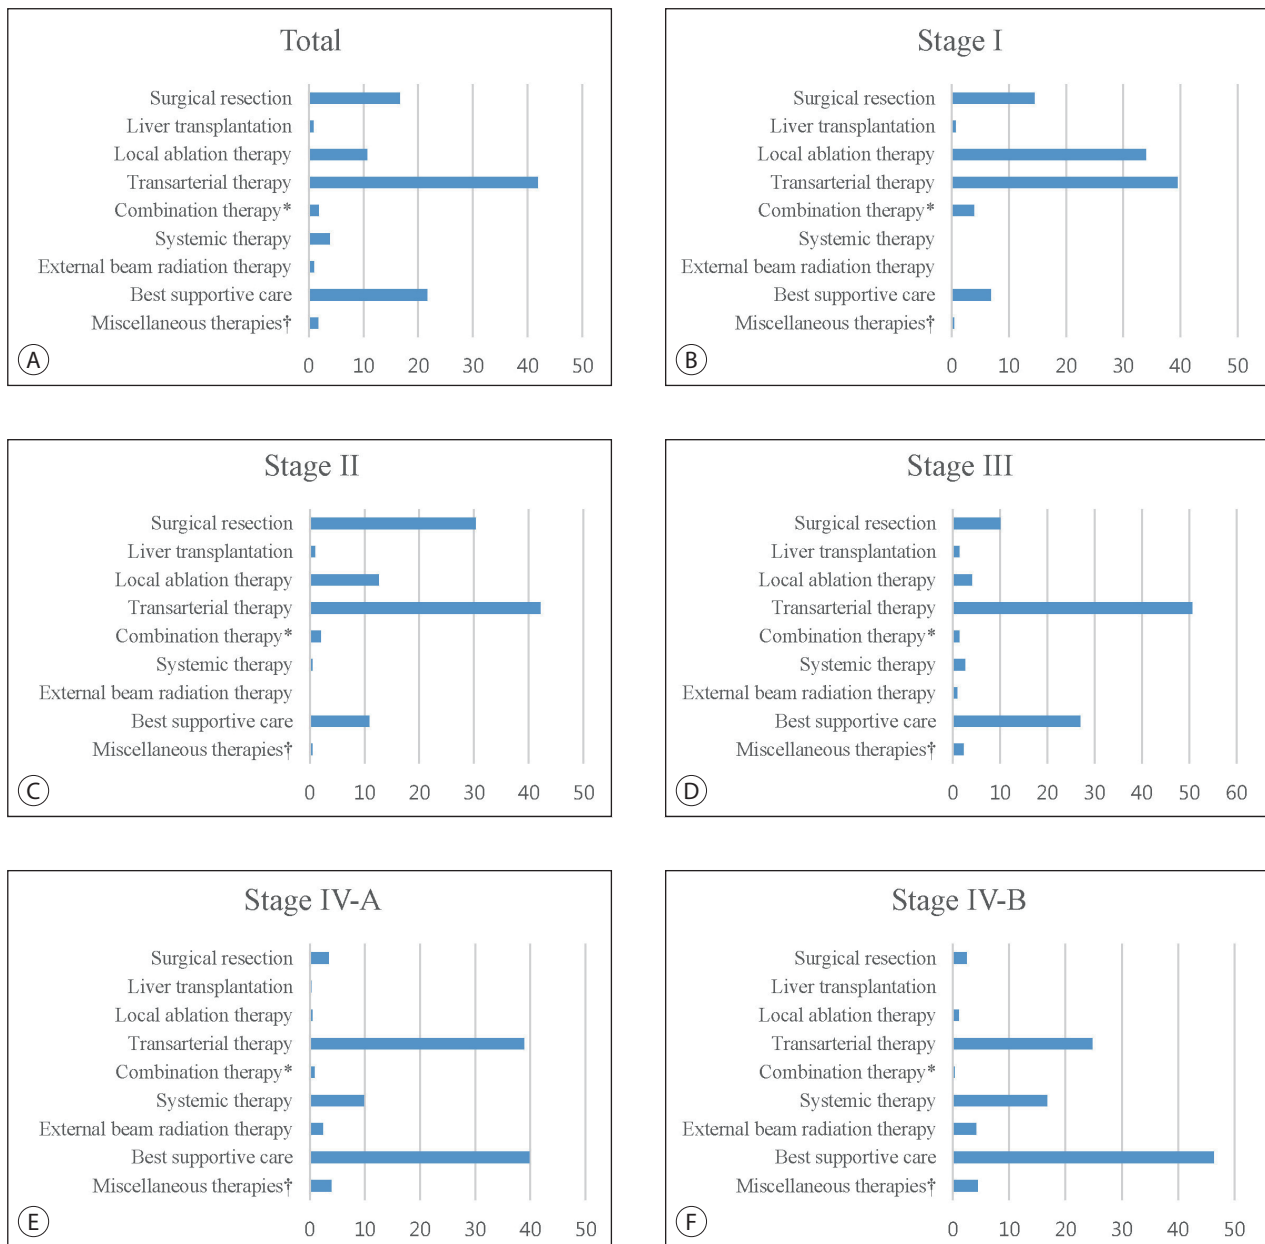 Total
Surgical resection
Liver transplantation
Local ablation therapy
Transarterial therapy
Combination therapy*
Systemic therapy
External beam radiation therapy
Best supportive care
Miscellaneous therapies†
0 10 20 30 40 50
A
Stage I
Surgical resection
Liver transplantation
Local ablation therapy
Transarterial therapy
Combination therapy*
Systemic therapy
External beam radiation therapy
Best supportive care
Miscellaneous therapies†
0 10 20 30 40 50
B
Stage II
Surgical resection
Liver transplantation
Local ablation therapy
Transarterial therapy
Combination therapy*
Systemic therapy
External beam radiation therapy
Best supportive care
Miscellaneous therapies†
0 10 20 30 40 50
C
Stage III
Surgical resection
Liver transplantation
Local ablation therapy
Transarterial therapy
Combination therapy*
Systemic therapy
External beam radiation therapy
Best supportive care
Miscellaneous therapies†
0 10 20 30 40 50 60
D
Stage IV-A
Surgical resection
Liver transplantation
Local ablation therapy
Transarterial therapy
Combination therapy*
Systemic therapy
External beam radiation therapy
Best supportive care
Miscellaneous therapies†
0 10 20 30 40 50
E
Stage IV-B
Surgical resection
Liver transplantation
Local ablation therapy
Transarterial therapy
Combination therapy*
Systemic therapy
External beam radiation therapy
Best supportive care
Miscellaneous therapies†
0 10 20 30 40 50
F